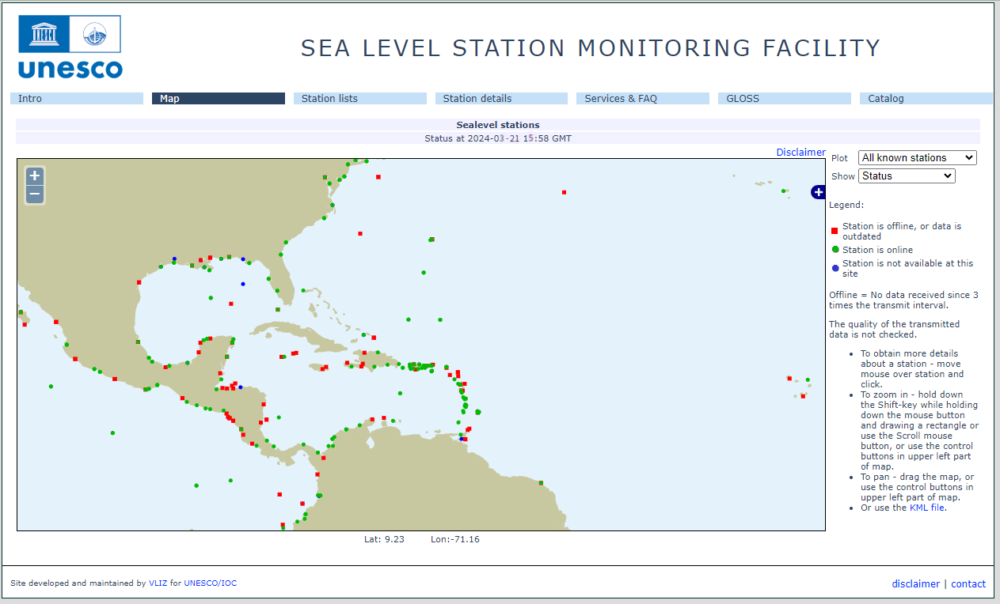 unesco
SEA LEVEL STATION MONITORING FACILITY
Intro
Map
Station lists
Station details
Services & FAQ
GLOSS
Catalog
Sealevel stations
Status at 2024-03-21 15:58 GMT
Disclaimer
+
−
+
Plot
All known stations
Show
Status
Legend:
Station is offline, or data is
outdated
Station is online
Station is not available at this
site
Offline = No data received since 3
times the transmit interval.
The quality of the transmitted
data is not checked.
• To obtain more details
about a station - move
mouse over station and
click.
• To zoom in - hold down
the Shift-key while holding
down the mouse button
and drawing a rectangle or
use the Scroll mouse
button, or use the control
buttons in upper left part
of map.
• To pan - drag the map, or
use the control buttons in
upper left part of map.
• Or use the KML file.
Lat: 9.23 Lon:-71.16
Site developed and maintained by VLIZ for UNESCO/IOC
disclaimer | contact